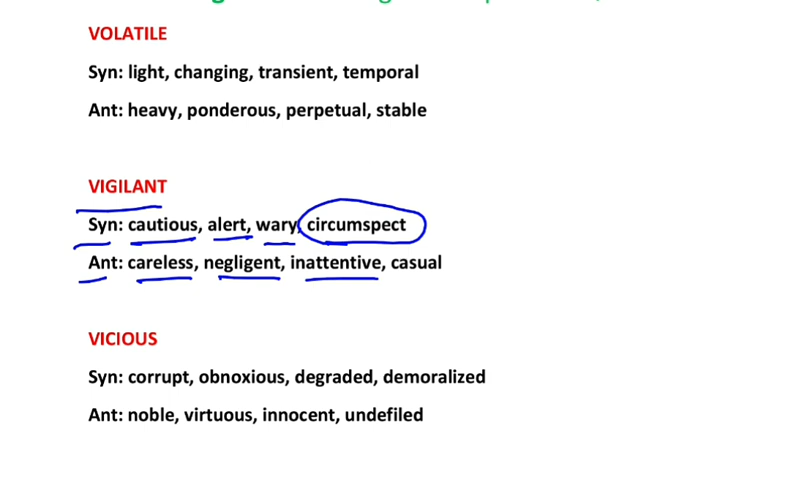 VOLATILE
Syn: light, changing, transient, temporal
Ant: heavy, ponderous, perpetual, stable
VIGILANT
Syn: cautious, alert, wary, circumspect
Ant: careless, negligent, inattentive, casual
VICIOUS
Syn: corrupt, obnoxious, degraded, demoralized
Ant: noble, virtuous, innocent, undefiled